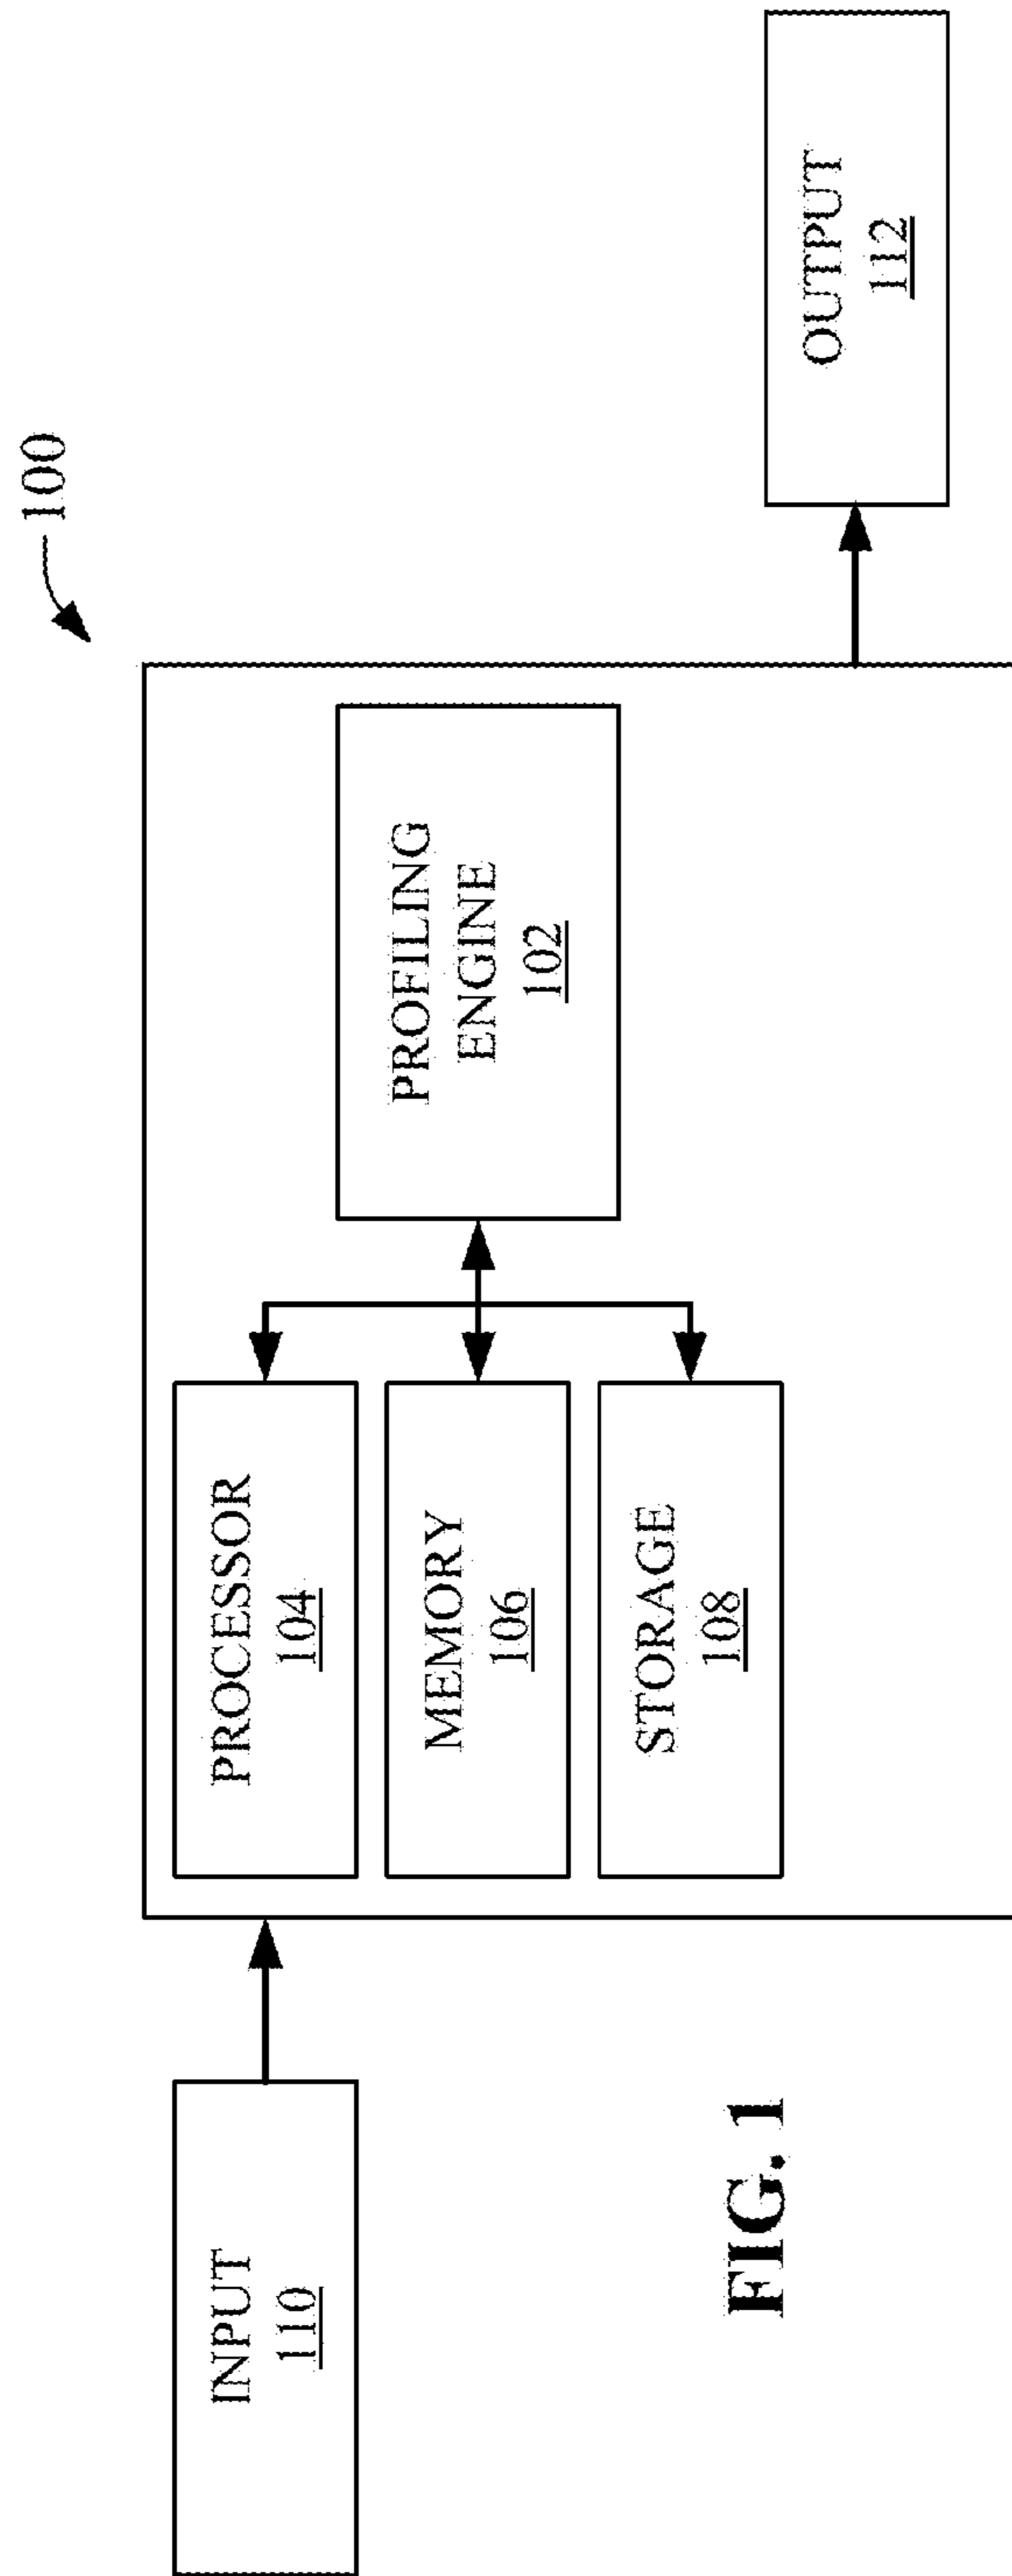 100
INPUT
110
PROCESSOR
104
MEMORY
106
STORAGE
108
PROFILING
ENGINE
102
OUTPUT
112
FIG. 1